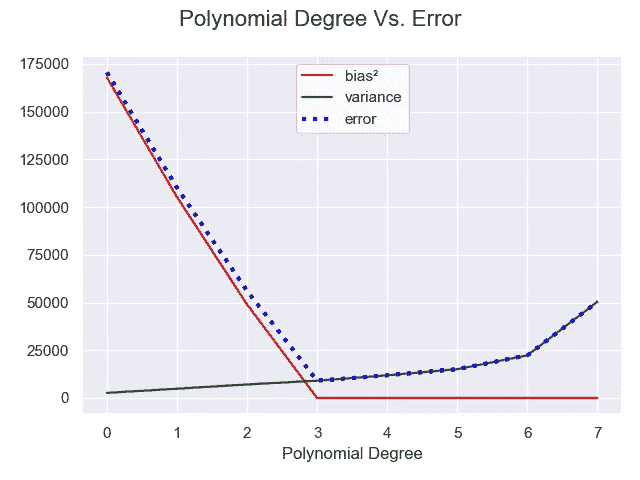 Polynomial Degree Vs. Error
175000
150000
125000
100000
75000
50000
25000
0
bias²
variance
error
0 1 2 3 4 5 6 7
Polynomial Degree